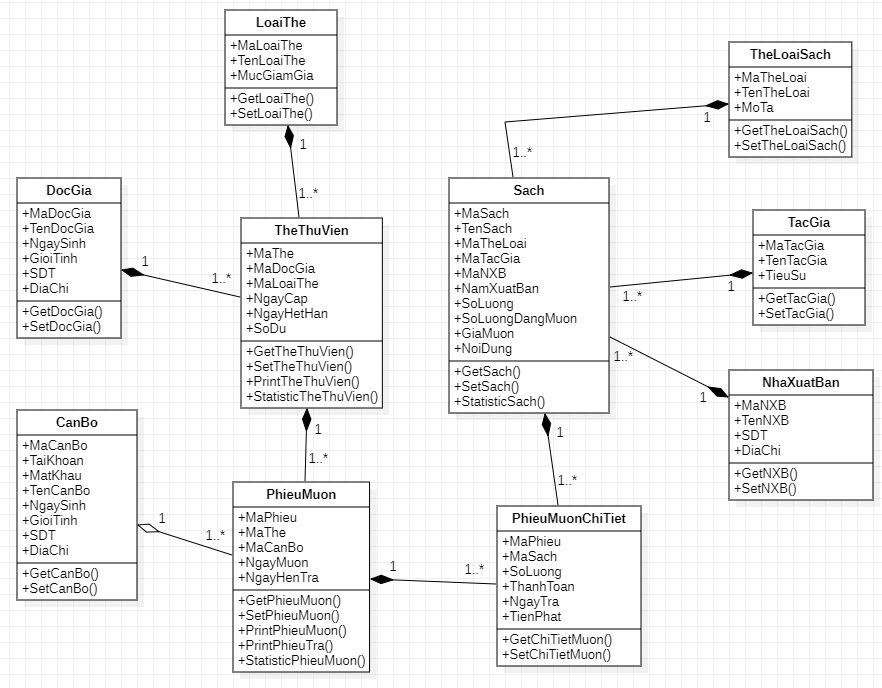 LoaiThe
+MaLoaiThe
+TenLoaiThe
+MucGiamGia
+GetLoaiThe()
+SetLoaiThe()
1
1..*
TheLoaiSach
+MaTheLoai
+TenTheLoai
+MoTa
+GetTheLoaiSach()
+SetTheLoaiSach()
1
1..*
DocGia
+MaDocGia
+TenDocGia
+NgaySinh
+GioiTinh
+SDT
+DiaChi
+GetDocGia()
+SetDocGia()
1
1..*
TheThuVien
+MaThe
+MaDocGia
+MaLoaiThe
+NgayCap
+NgayHetHan
+SoDu
+GetTheThuVien()
+SetTheThuVien()
+PrintTheThuVien()
+StatisticTheThuVien()
1
1..*
Sach
+MaSach
+TenSach
+MaTheLoai
+MaTacGia
+MaNXB
+NamXuatBan
+SoLuong
+SoLuongDangMuon
+GiaMuon
+NoiDung
+GetSach()
+SetSach()
+StatisticSach()
1
1..*
TacGia
+MaTacGia
+TenTacGia
+TieuSu
+GetTacGia()
+SetTacGia()
1
1..*
NhaXuatBan
+MaNXB
+TenNXB
+SDT
+DiaChi
+GetNXB()
+SetNXB()
1
1..*
CanBo
+MaCanBo
+TaiKhoan
+MatKhau
+TenCanBo
+NgaySinh
+GioiTinh
+SDT
+DiaChi
+GetCanBo()
+SetCanBo()
1
1..*
PhieuMuon
+MaPhieu
+MaThe
+MaCanBo
+NgayMuon
+NgayHenTra
+GetPhieuMuon()
+SetPhieuMuon()
+PrintPhieuMuon()
+PrintPhieuTra()
+StatisticPhieuMuon()
1
1..*
PhieuMuonChiTiet
+MaPhieu
+MaSach
+SoLuong
+ThanhToan
+NgayTra
+TienPhat
+GetChiTietMuon()
+SetChiTietMuon()